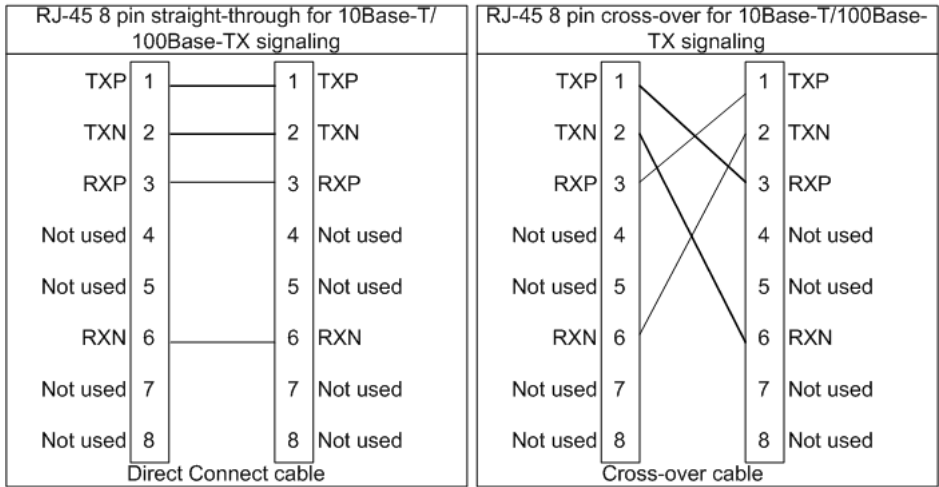 RJ-45 8 pin straight-through for 10Base-T/
100Base-TX signaling
TXP 1 1 TXP
TXN 2 2 TXN
RXP 3 3 RXP
Not used 4 4 Not used
Not used 5 5 Not used
RXN 6 6 RXN
Not used 7 7 Not used
Not used 8 8 Not used
Direct Connect cable
RJ-45 8 pin cross-over for 10Base-T/100Base-
TX signaling
TXP 1 1 TXP
TXN 2 2 TXN
RXP 3 3 RXP
Not used 4 4 Not used
Not used 5 5 Not used
RXN 6 6 RXN
Not used 7 7 Not used
Not used 8 8 Not used
Cross-over cable